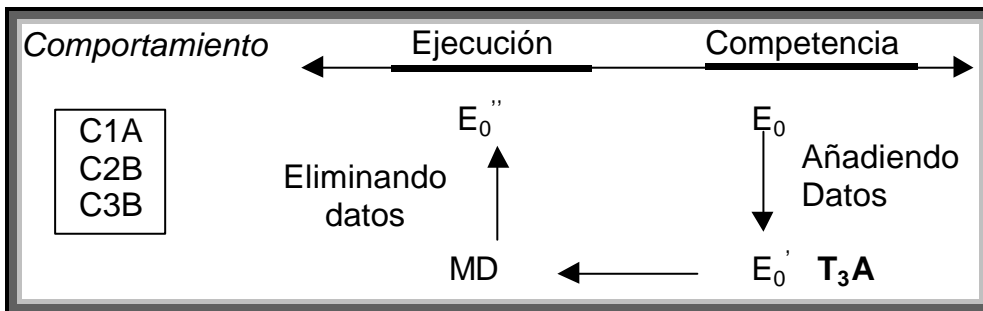 Comportamiento Ejecución Competencia
C1A
C2B
C3B
E₀’’
E₀
Eliminando
datos
Añadiendo
Datos
MD
E₀’ T₃A